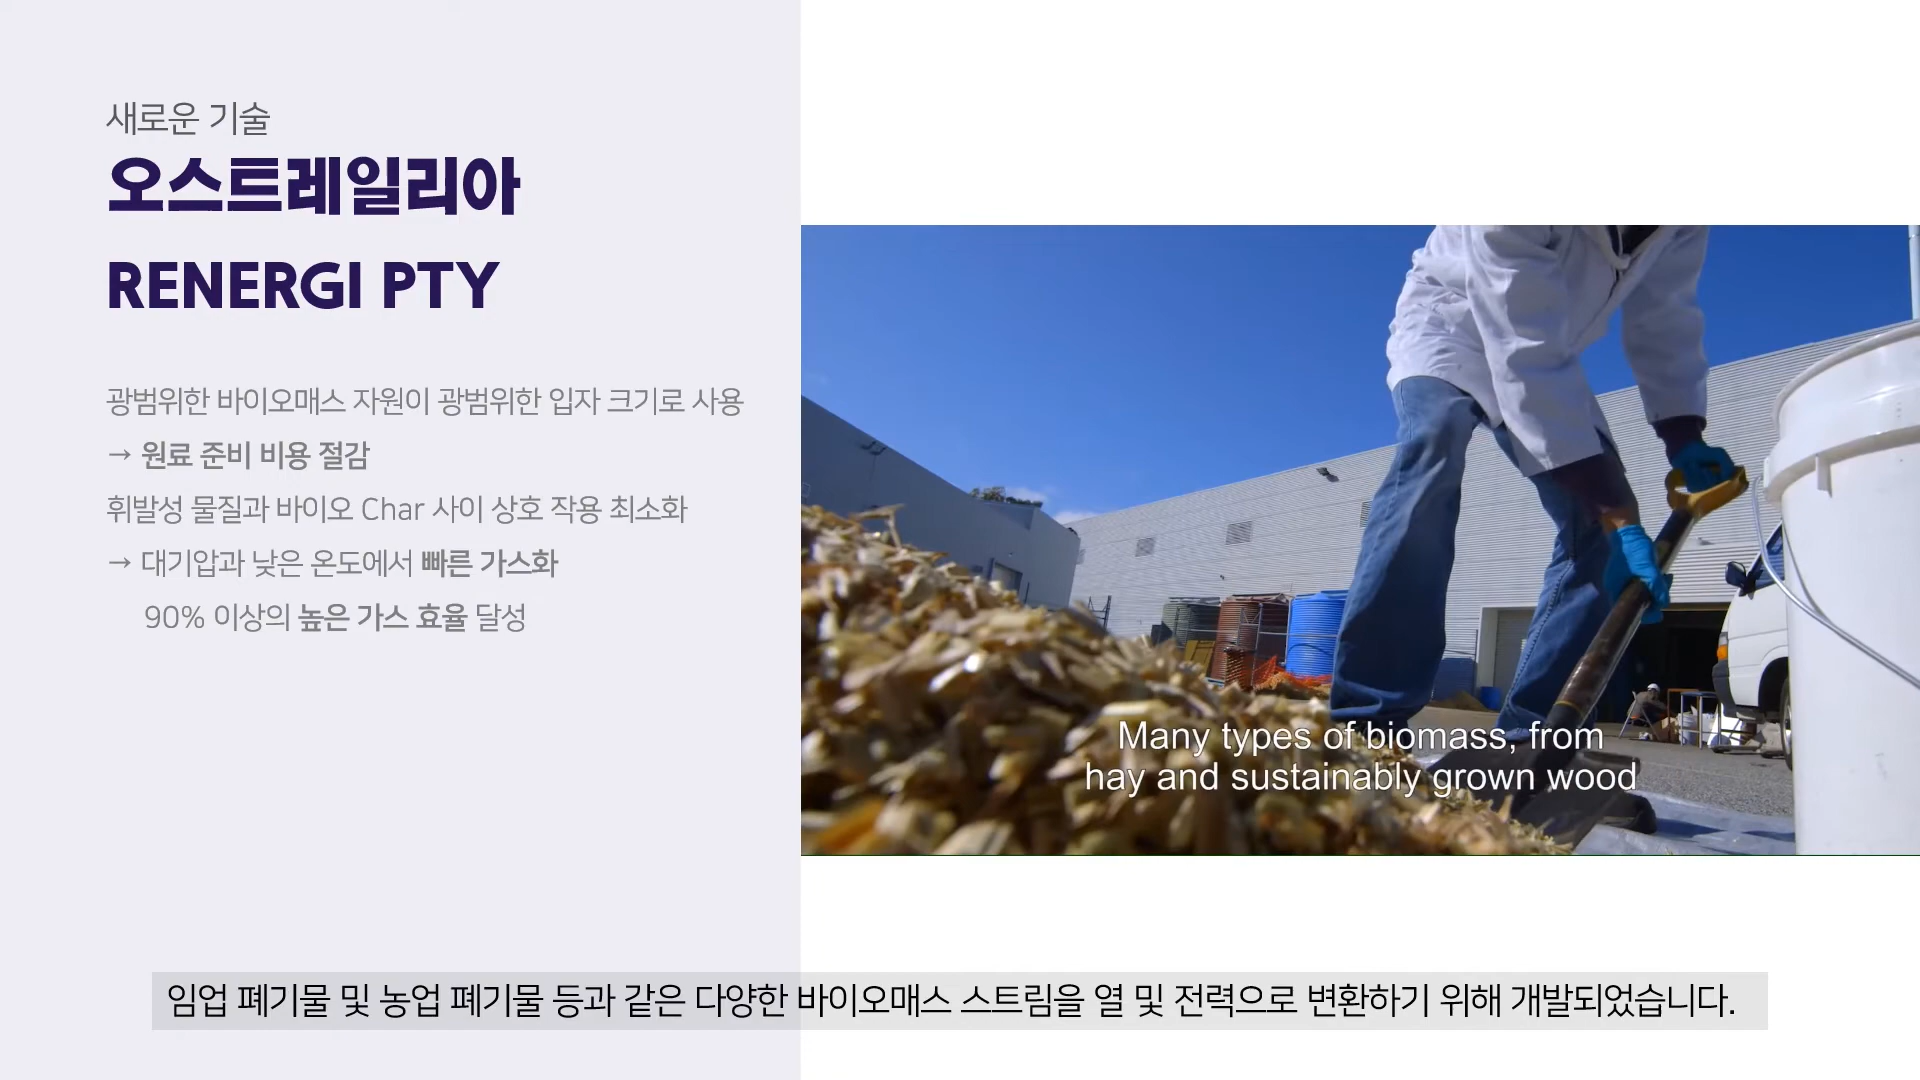 새로운 기술
오스트레일리아
RENERGI PTY
광범위한 바이오매스 자원이 광범위한 입자 크기로 사용
→ 원료 준비 비용 절감
휘발성 물질과 바이오 Char 사이 상호 작용 최소화
→ 대기압과 낮은 온도에서 빠른 가스화
90% 이상의 높은 가스 효율 달성
Many types of biomass, from
hay and sustainably grown wood
임업 폐기물 및 농업 폐기물 등과 같은 다양한 바이오매스 스트림을 열 및 전력으로 변환하기 위해 개발되었습니다.